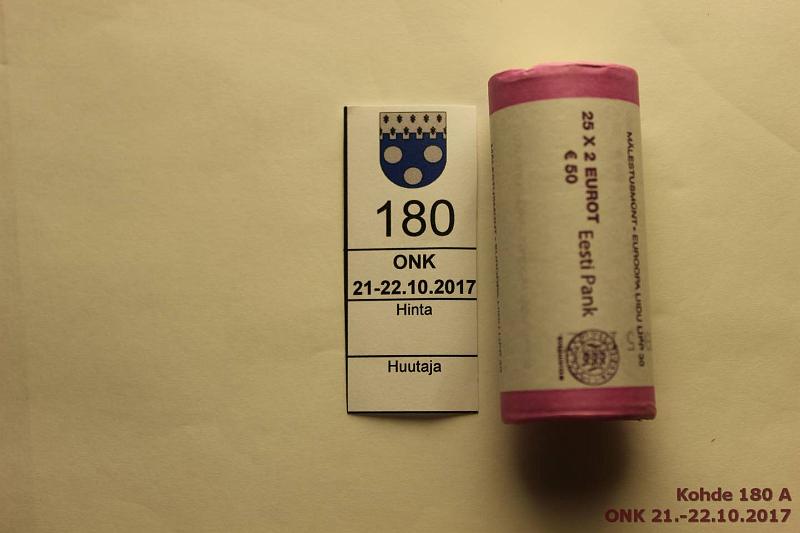 180
ONK
21-22.10.2017
Hinta
Huutaja
25 X 2 EUROT
€ 50
Eesti Pank
MÄLESTUSMÜNT • EUROOPA LIIDU LIPP 30
Kohde 180 A
ONK 21.-22.10.2017